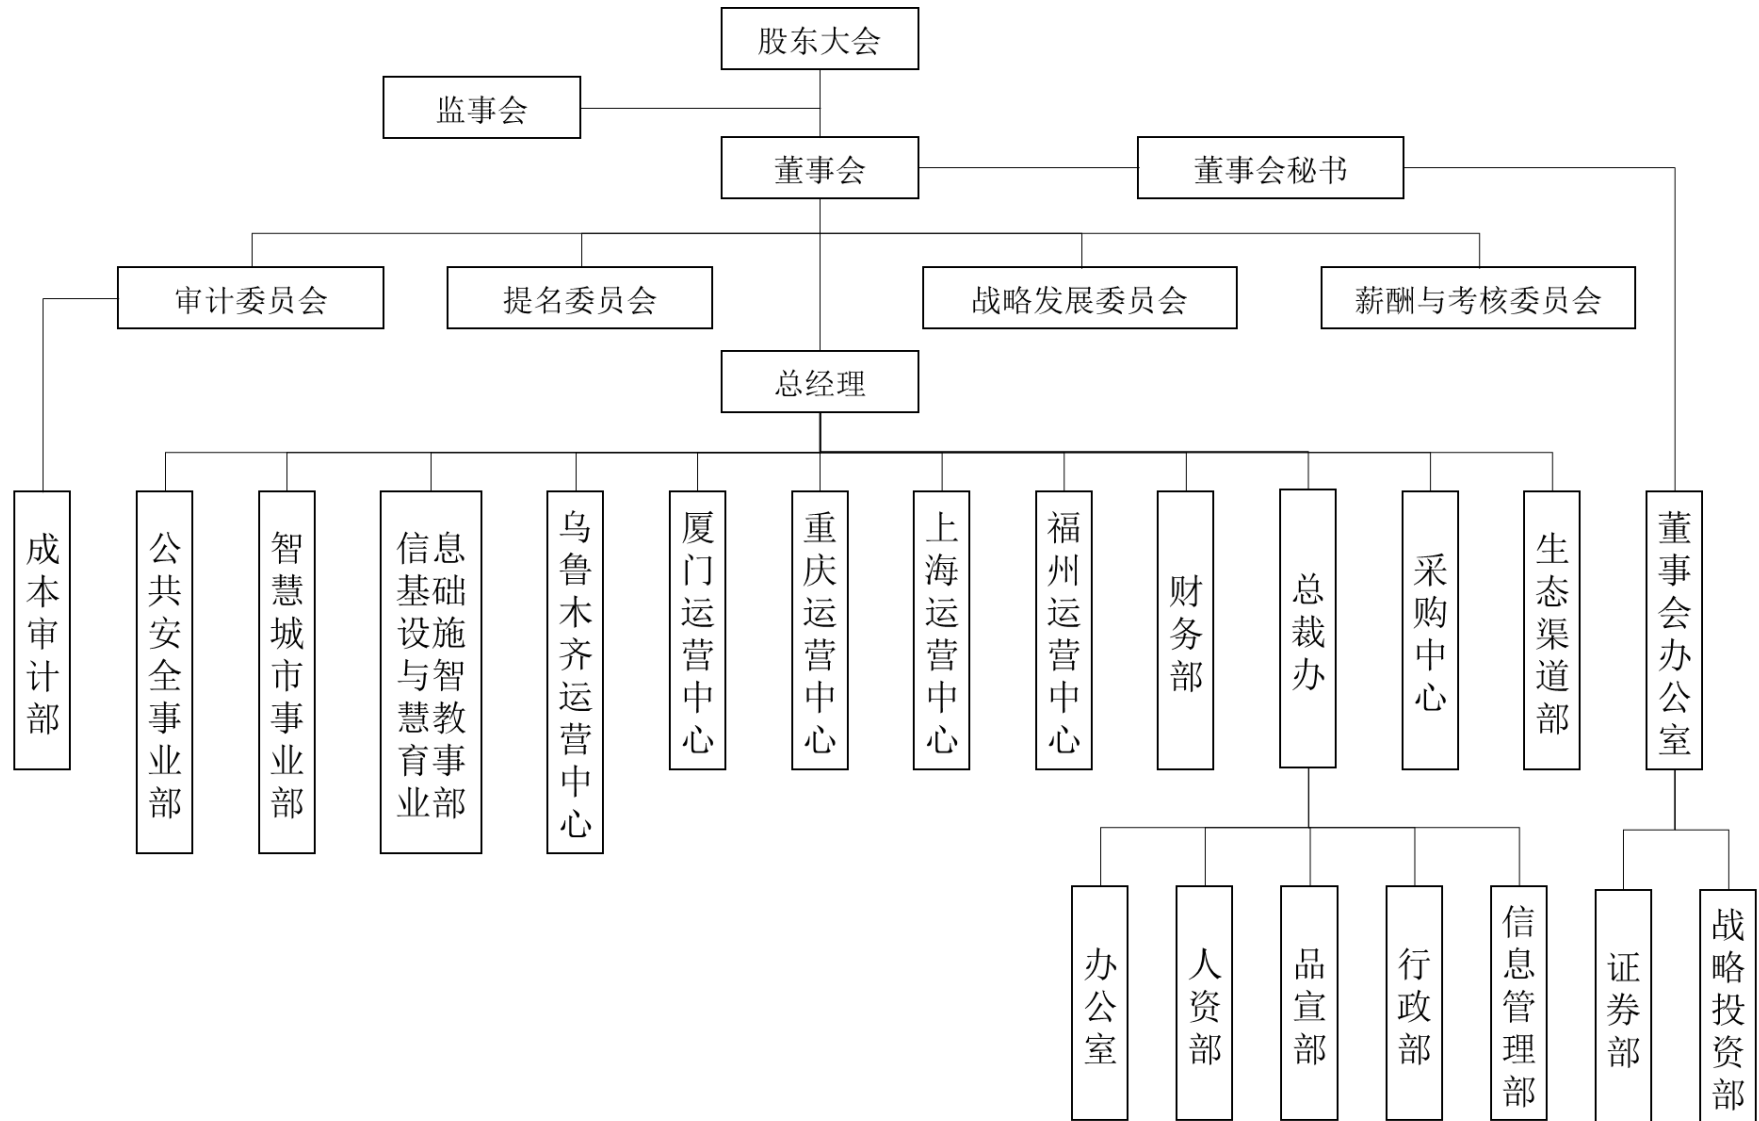 股东大会
监事会
董事会
董事会秘书
审计委员会
提名委员会
战略发展委员会
薪酬与考核委员会
总经理
成本审计部
公共安全事业部
智慧城市事业部
信息基础设施与智慧教育事业部
乌鲁木齐运营中心
厦门运营中心
重庆运营中心
上海运营中心
福州运营中心
财务部
总裁办
采购中心
生态渠道部
董事会办公室
办公室
人资部
品宣部
行政部
信息管理部
证券部
战略投资部